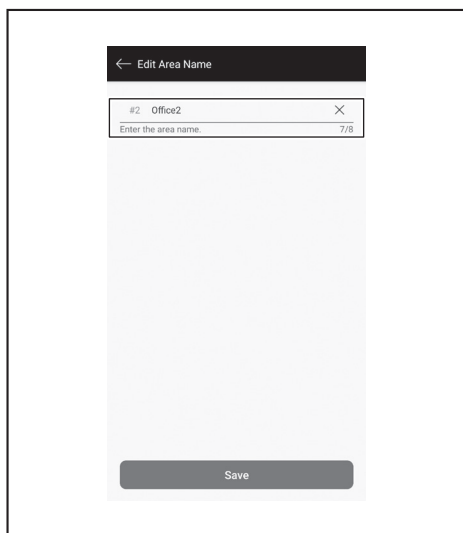 ← Edit Area Name
#2 Office2 ×
Enter the area name. 7/8
Save